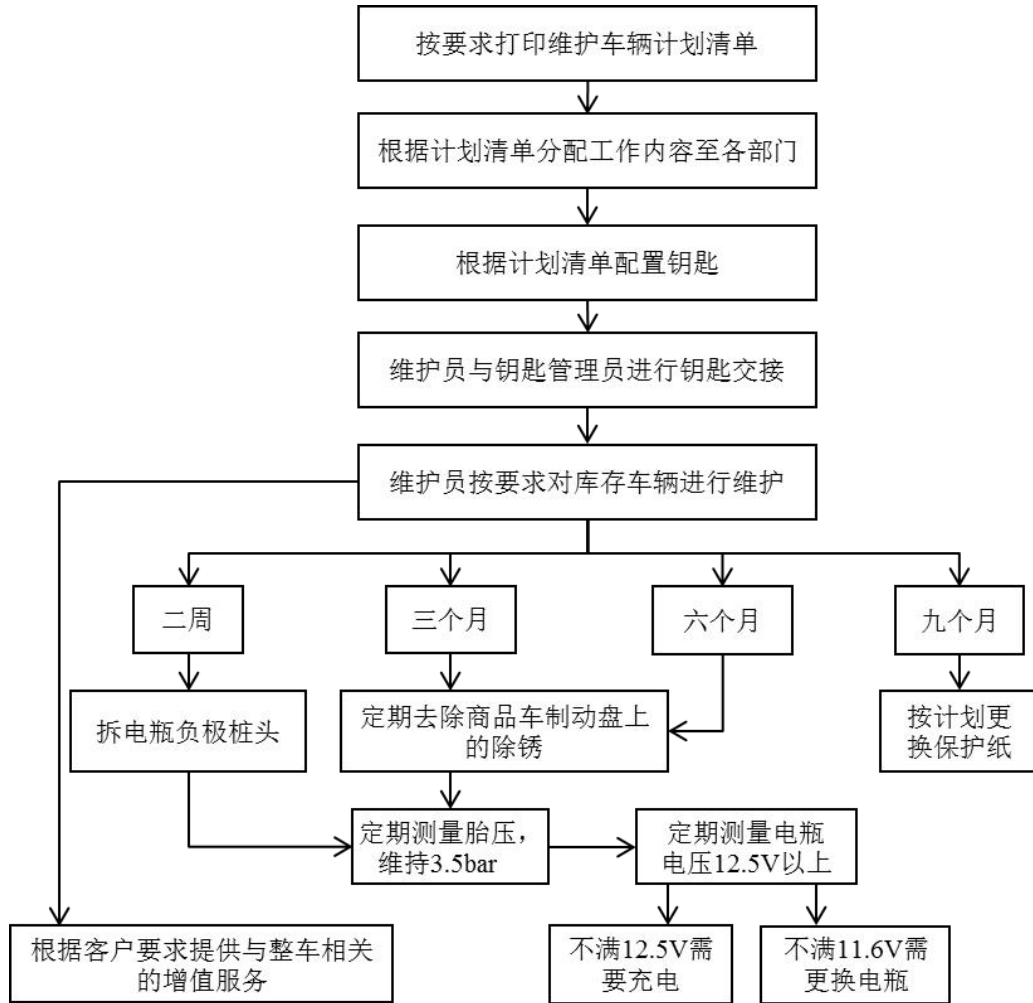 按要求打印维护车辆计划清单
根据计划清单分配工作内容至各部门
根据计划清单配置钥匙
维护员与钥匙管理员进行钥匙交接
维护员按要求对库存车辆进行维护
二周
三个月
六个月
九个月
拆电瓶负极桩头
定期去除商品车制动盘上
的除锈
按计划更
换保护纸
定期测量胎压，
维持3.5bar
定期测量电瓶
电压12.5V以上
根据客户要求提供与整车相关
的增值服务
不满12.5V需
要充电
不满11.6V需
更换电瓶